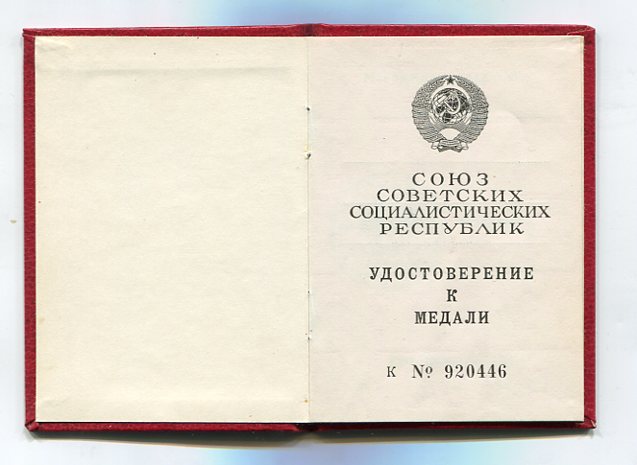 СОЮЗ
СОВЕТСКИХ
СОЦИАЛИСТИЧЕСКИХ
РЕСПУБЛИК
УДОСТОВЕРЕНИЕ
К
МЕДАЛИ
К № 920446